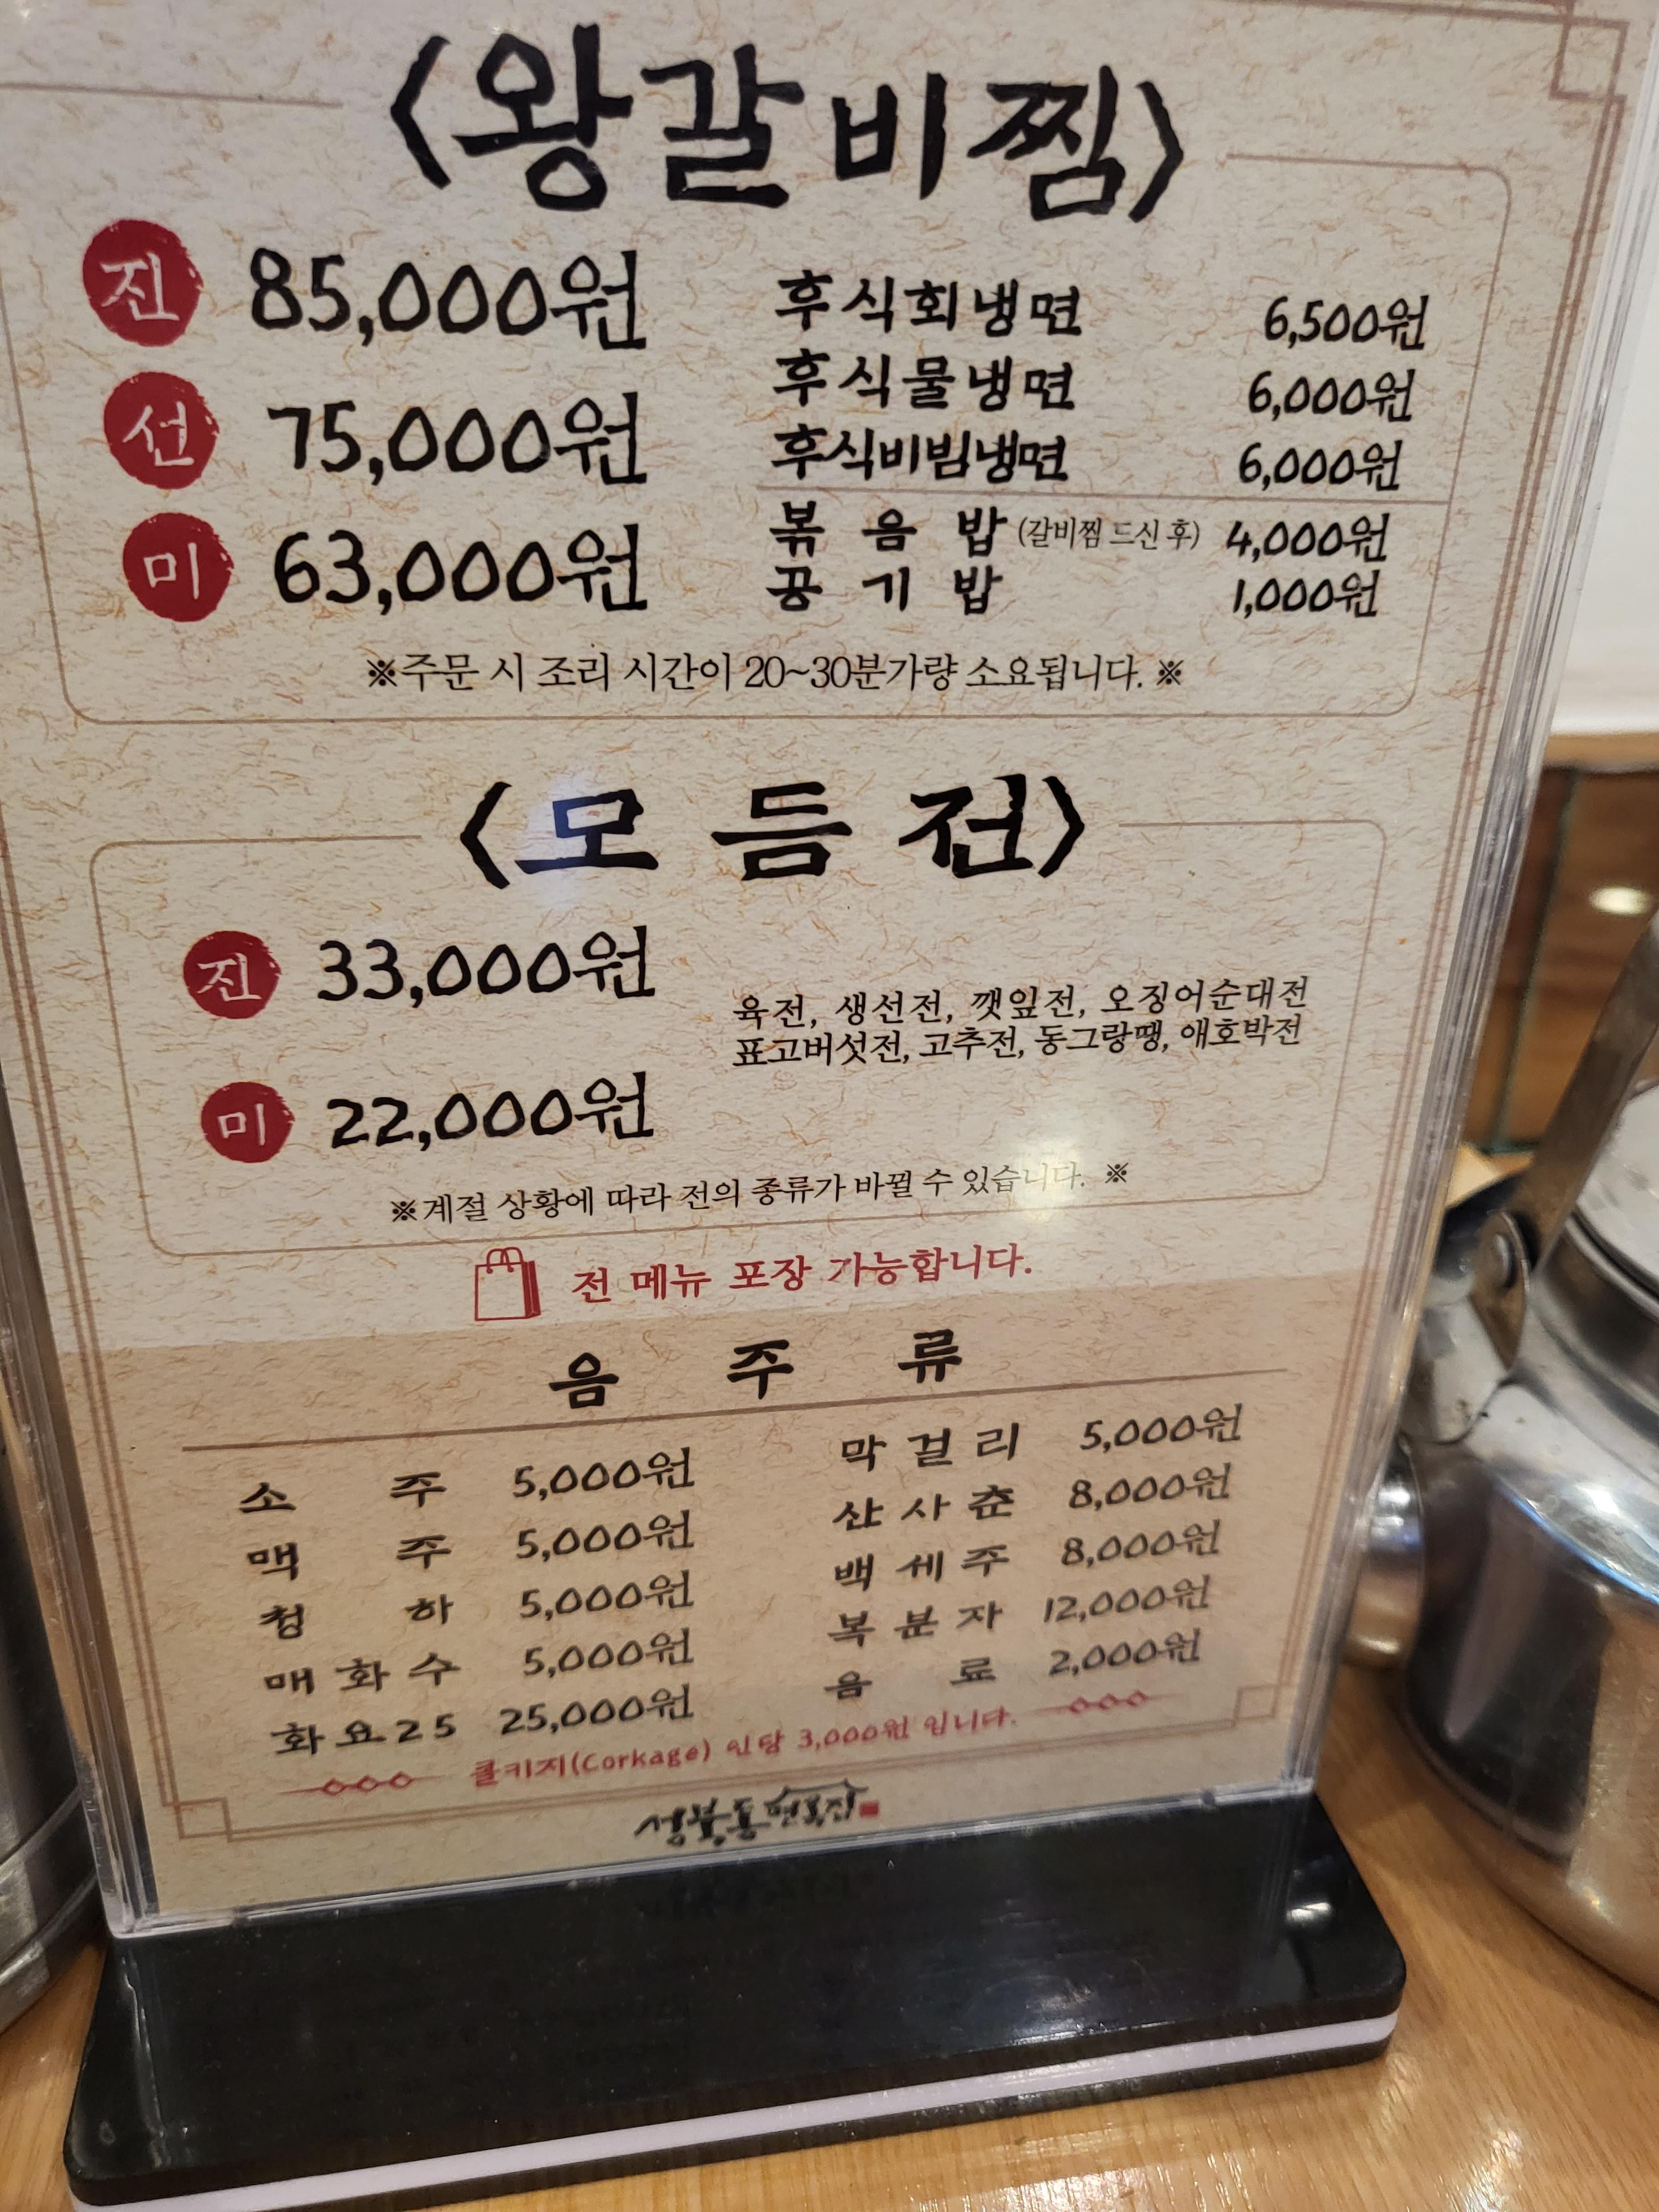 〈왕갈비찜〉
진 85,000원
선 75,000원
미 63,000원
후식회냉면 6,500원
후식물냉면 6,000원
후식비빔냉면 6,000원
볶음밥 (갈비찜 드신 후) 4,000원
공기밥 1,000원
※주문 시 조리 시간이 20~30분가량 소요됩니다. ※
〈모듬전〉
진 33,000원
미 22,000원
육전, 생선전, 깻잎전, 오징어순대전
표고버섯전, 고추전, 동그랑땡, 애호박전
※계절 상황에 따라 전의 종류가 바뀔 수 있습니다. ※
전 메뉴 포장 가능합니다.
음주류
소주 5,000원
맥주 5,000원
청하 5,000원
매화수 5,000원
화요25 25,000원
막걸리 5,000원
산사춘 8,000원
백세주 8,000원
복분자 12,000원
음료 2,000원
콜키지(Corkage) 인당 3,000원 입니다.
성북동면옥집